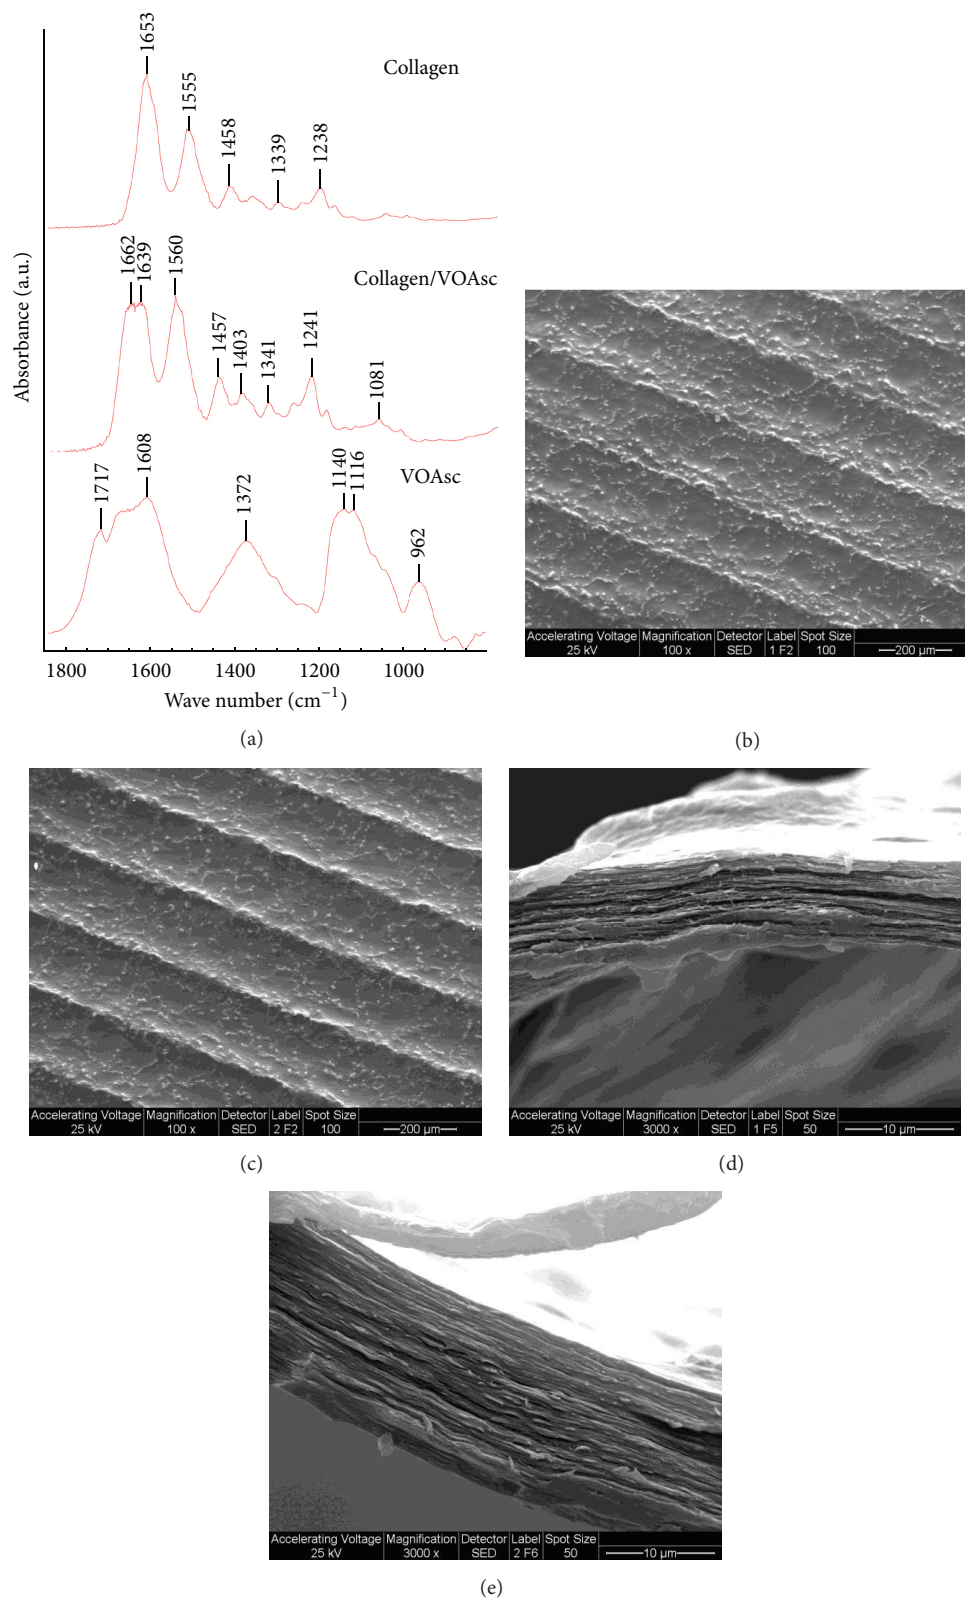 1653
1555
1458
1339
1238
Collagen
1662
1639
1560
1457
1403
1341
1241
1081
Collagen/VOAsc
1717
1608
1372
1140
1116
962
VOAsc
Absorbance (a.u.)
1800 1600 1400 1200 1000
Wave number (cm⁻¹)
(a)
Accelerating Voltage Magnification Detector Label Spot Size
25 kV 100 x SED 1 F2 100 200 µm
(b)
Accelerating Voltage Magnification Detector Label Spot Size
25 kV 100 x SED 2 F2 100 200 µm
(c)
Accelerating Voltage Magnification Detector Label Spot Size
25 kV 3000 x SED 1 F5 50 10 µm
(d)
Accelerating Voltage Magnification Detector Label Spot Size
25 kV 3000 x SED 2 F6 50 10 µm
(e)